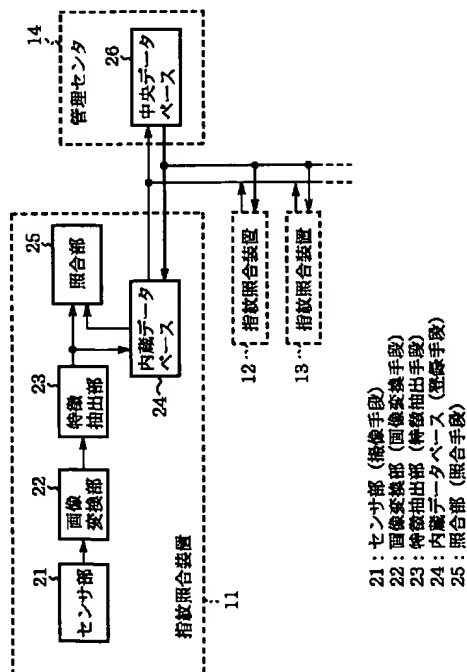 14
管理センタ
26
中央データ
ベース
25
照合部
23
特徴
抽出部
22
画像
変換部
21
センサ部
内蔵データ
ベース
24
指紋照合装置
11
指紋照合装置
12
指紋照合装置
13
21：センサ部（撮像手段）
22：画像変換部（画像変換手段）
23：特徴抽出部（特徴抽出手段）
24：内蔵データベース（登録手段）
25：照合部（照合手段）